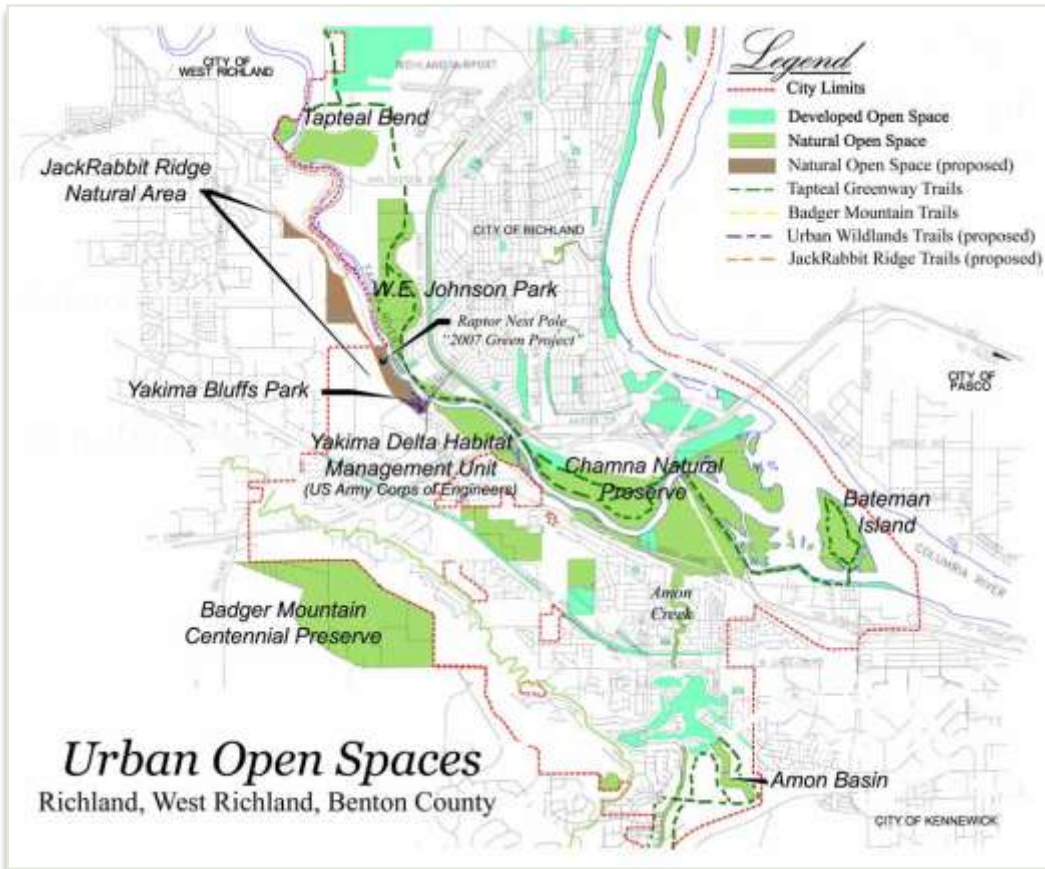 CITY OF
WEST RICHLAND
RICHLAND AIRPORT
Legend
City Limits
Developed Open Space
Natural Open Space
Natural Open Space (proposed)
Tapteal Greenway Trails
Badger Mountain Trails
Urban Wildlands Trails (proposed)
JackRabbit Ridge Trails (proposed)
Tapteal Bend
JackRabbit Ridge
Natural Area
CITY OF RICHLAND
W.E. Johnson Park
Raptor Nest Pole
"2007 Green Project"
CITY OF
PASCO
Yakima Bluffs Park
Yakima Delta Habitat
Management Unit
(US Army Corps of Engineers)
Chamna Natural
Preserve
Bateman
Island
COLUMBIA RIVER
Amon
Creek
Badger Mountain
Centennial Preserve
Urban Open Spaces
Richland, West Richland, Benton County
Amon Basin
CITY OF KENNEWICK